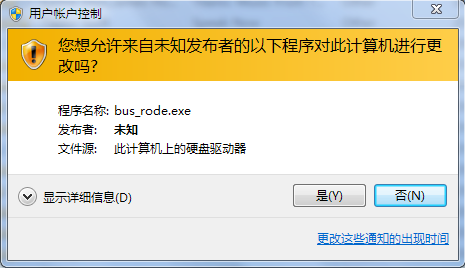 用户帐户控制
您想允许来自未知发布者的以下程序对此计算机进行更
改吗?
程序名称: bus_rode.exe
发布者: 未知
文件源: 此计算机上的硬盘驱动器
显示详细信息(D)
是(Y)
否(N)
更改这些通知的出现时间